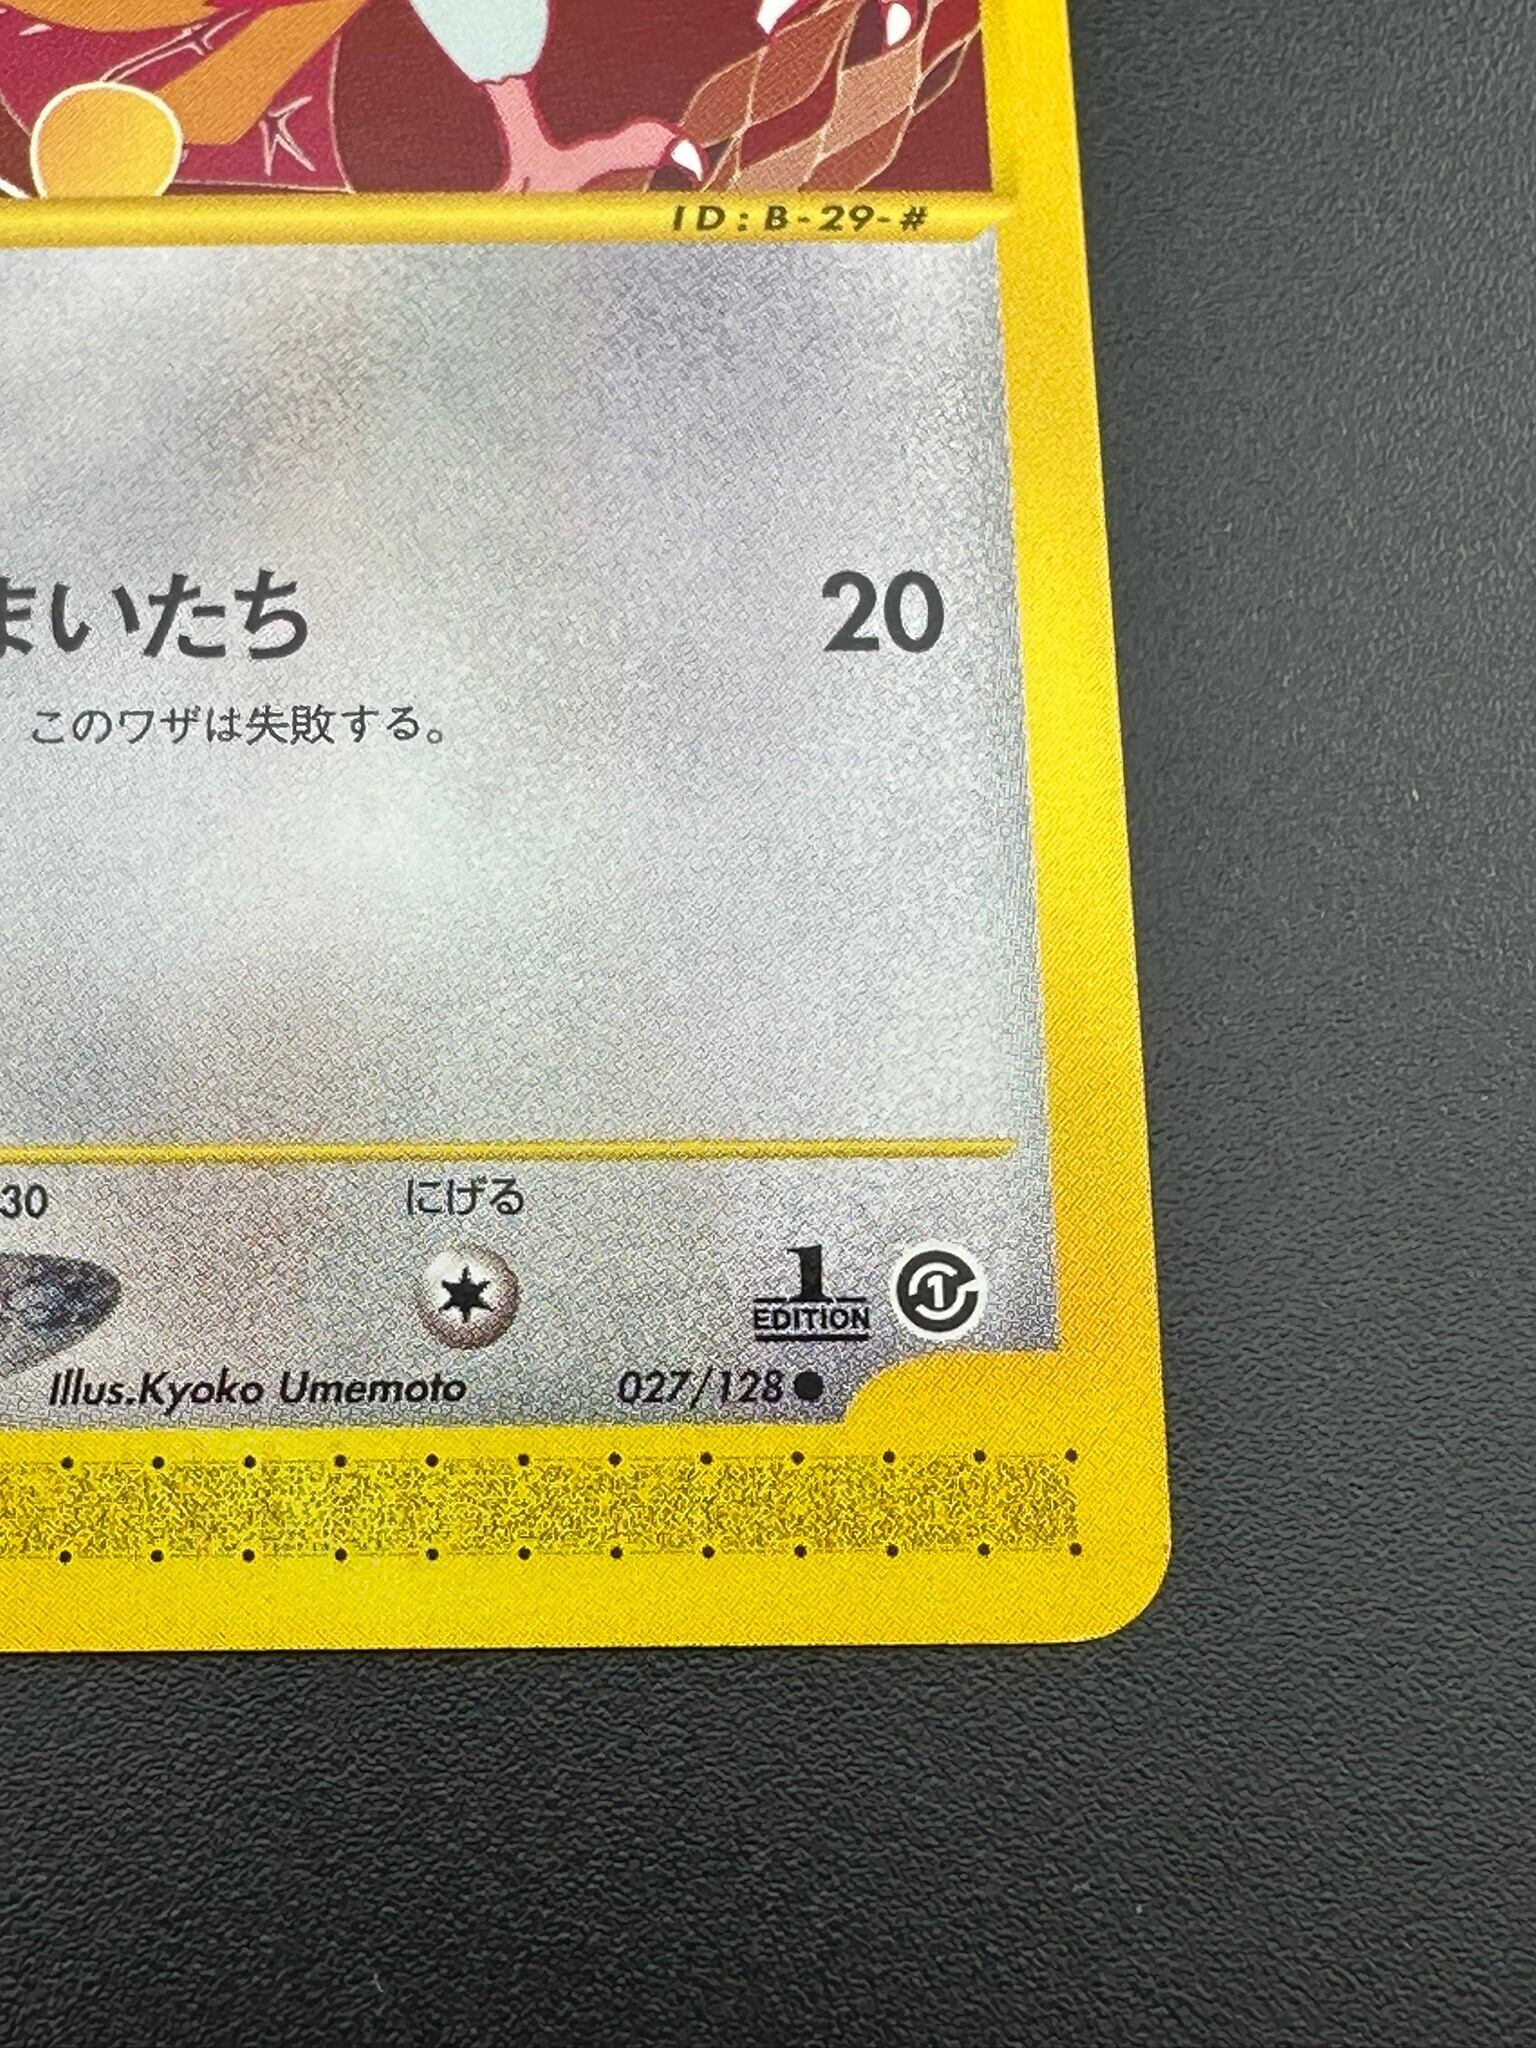 ID:B-29-#
まいたち 20
このワザは失敗する。
30 にげる
1
EDITION
1
Illus.Kyoko Umemoto 027/128●